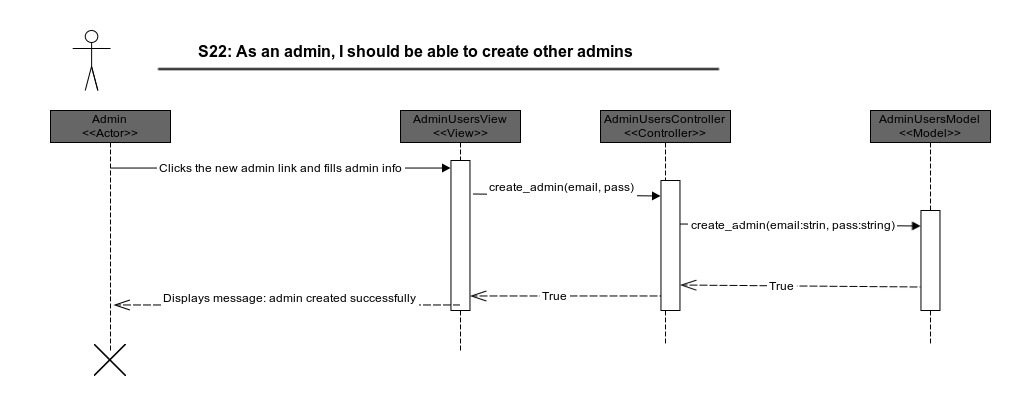 S22: As an admin, I should be able to create other admins
Admin
<<Actor>>
AdminUsersView
<<View>>
AdminUsersController
<<Controller>>
AdminUsersModel
<<Model>>
Clicks the new admin link and fills admin info
create_admin(email, pass)
create_admin(email:strin, pass:string)
True
True
Displays message: admin created successfully